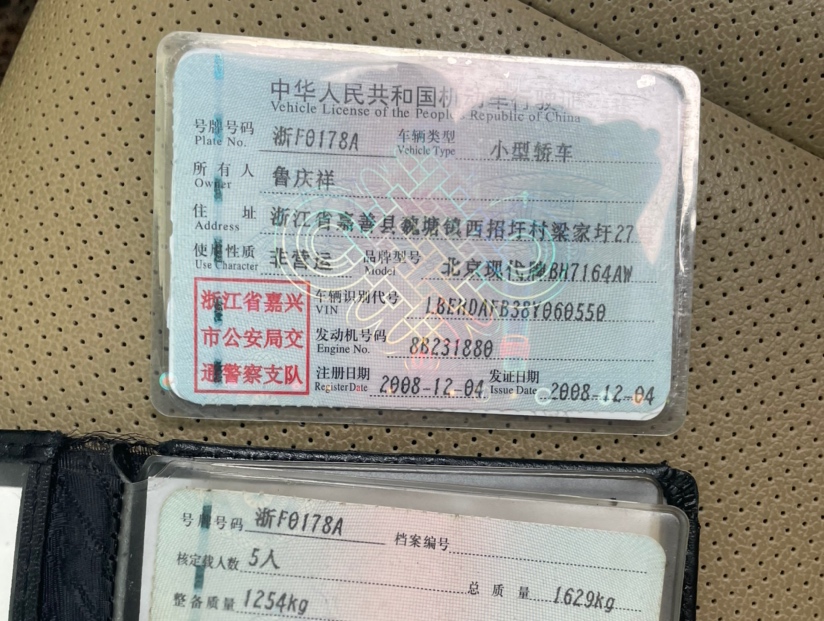 中华人民共和国机动车行驶证
Vehicle License of the People's Republic of China
号牌号码 浙F0178A 车辆类型 小型轿车
Plate No. Vehicle Type
所有人 鲁庆祥
Owner
住址 浙江省嘉善县魏塘镇西招圩村梁家圩27
Address
使用性质 非营运 品牌型号 北京现代牌BH7164AW
Use Character Model
浙江省嘉兴
市公安局交
通警察支队
车辆识别代号 LBEHDAFB38Y060550
VIN
发动机号码 8B231880
Engine No.
注册日期 2008-12-04 发证日期 2008-12-04
Register Date Issue Date
号牌号码 浙F0178A 档案编号
核定载人数 5人 总质量 1629kg
整备质量 1254kg